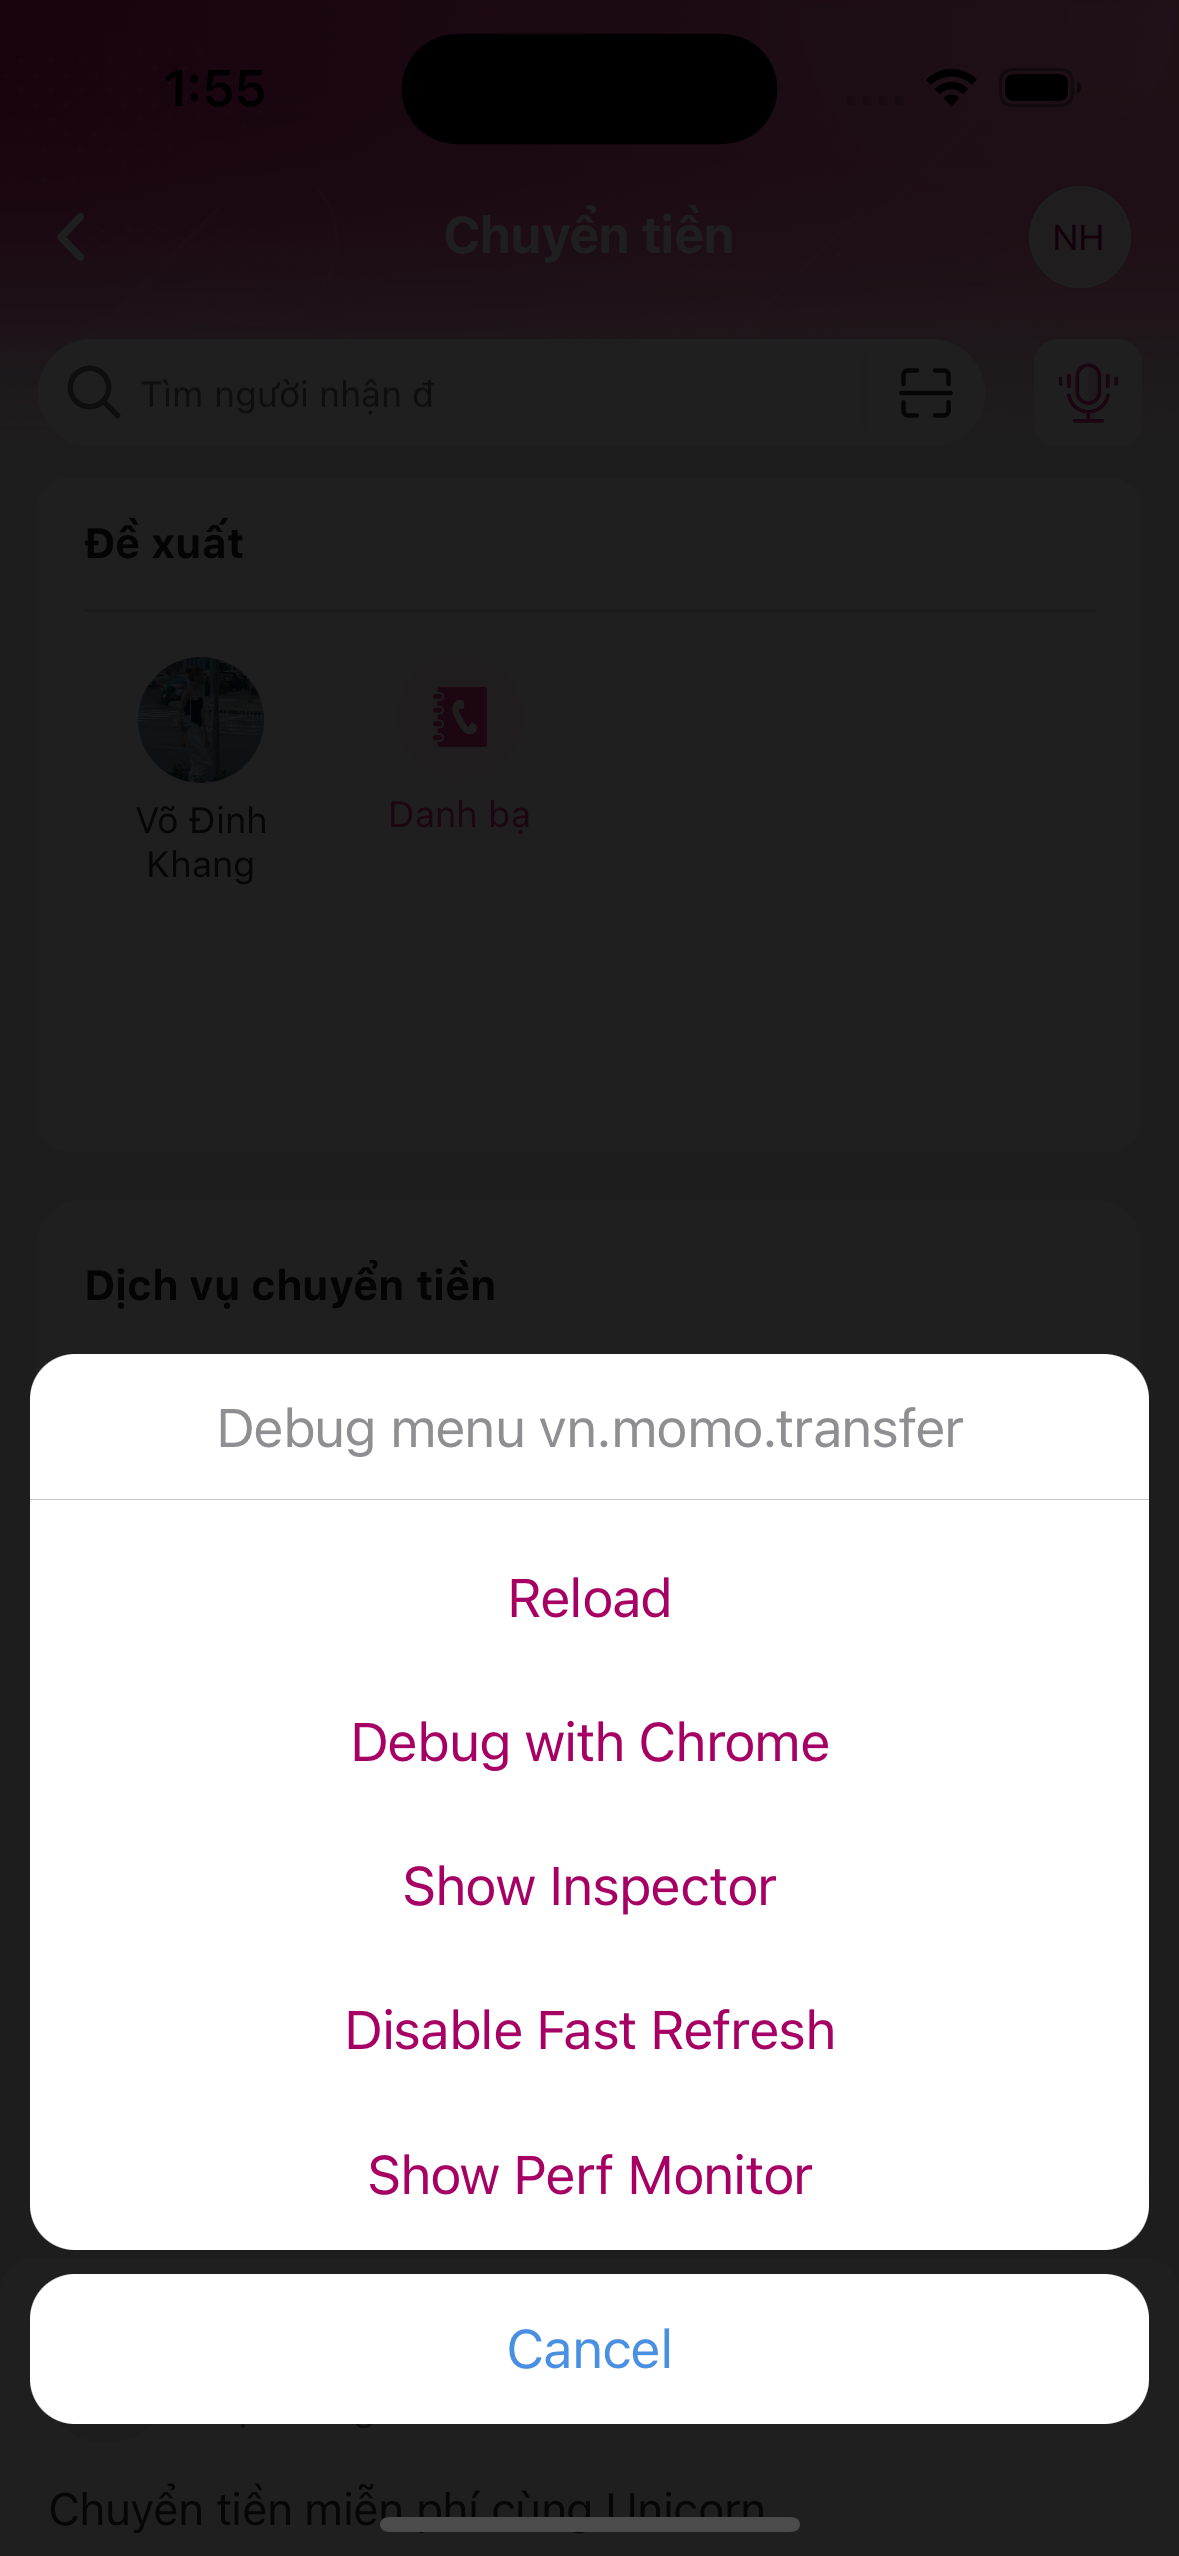 1:55
Chuyển tiền
NH
Tìm người nhận đ
Đề xuất
Võ Đinh
Khang
Danh bạ
Dịch vụ chuyển tiền
Debug menu vn.momo.transfer
Reload
Debug with Chrome
Show Inspector
Disable Fast Refresh
Show Perf Monitor
Cancel
Chuyển tiền miễn phí cùng Unicorn